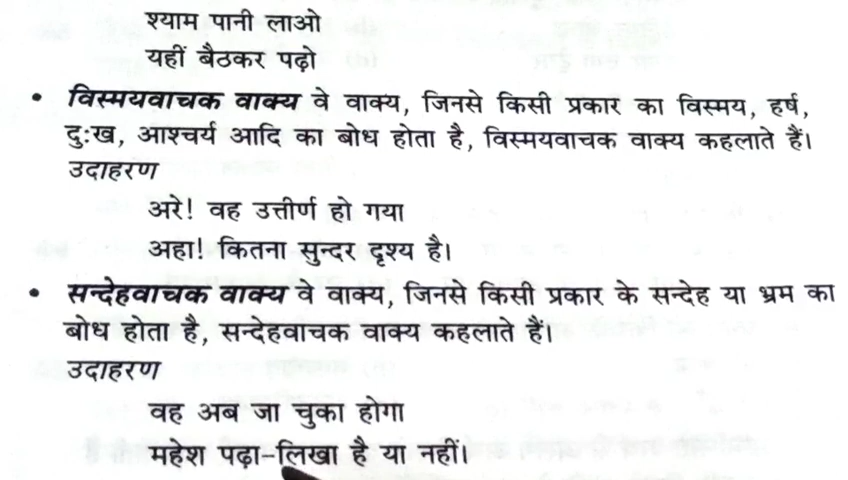 श्याम पानी लाओ
यहीं बैठकर पढ़ो
• विस्मयवाचक वाक्य वे वाक्य, जिनसे किसी प्रकार का विस्मय, हर्ष,
दुःख, आश्चर्य आदि का बोध होता है, विस्मयवाचक वाक्य कहलाते हैं।
उदाहरण
अरे! वह उत्तीर्ण हो गया
अहा! कितना सुन्दर दृश्य है।
• सन्देहवाचक वाक्य वे वाक्य, जिनसे किसी प्रकार के सन्देह या भ्रम का
बोध होता है, सन्देहवाचक वाक्य कहलाते हैं।
उदाहरण
वह अब जा चुका होगा
महेश पढ़ा-लिखा है या नहीं।